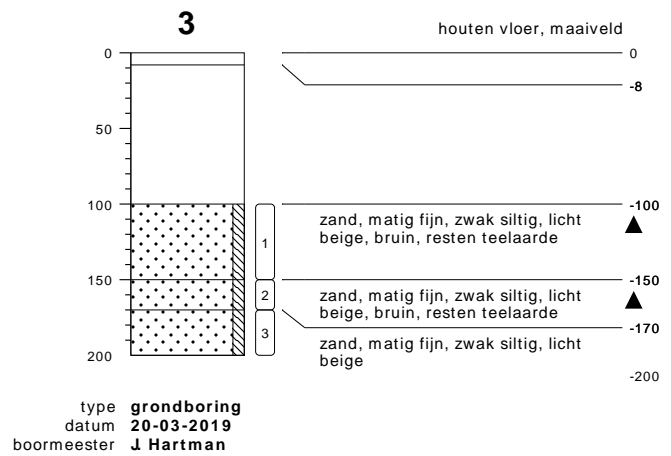 3
houten vloer, maaiveld
0
0
-8
50
100
-100
zand, matig fijn, zwak siltig, licht
beige, bruin, resten teelaarde
1
150
-150
zand, matig fijn, zwak siltig, licht
beige, bruin, resten teelaarde
2
-170
zand, matig fijn, zwak siltig, licht
beige
3
200
-200
type grondboring
datum 20-03-2019
boormeester J. Hartman